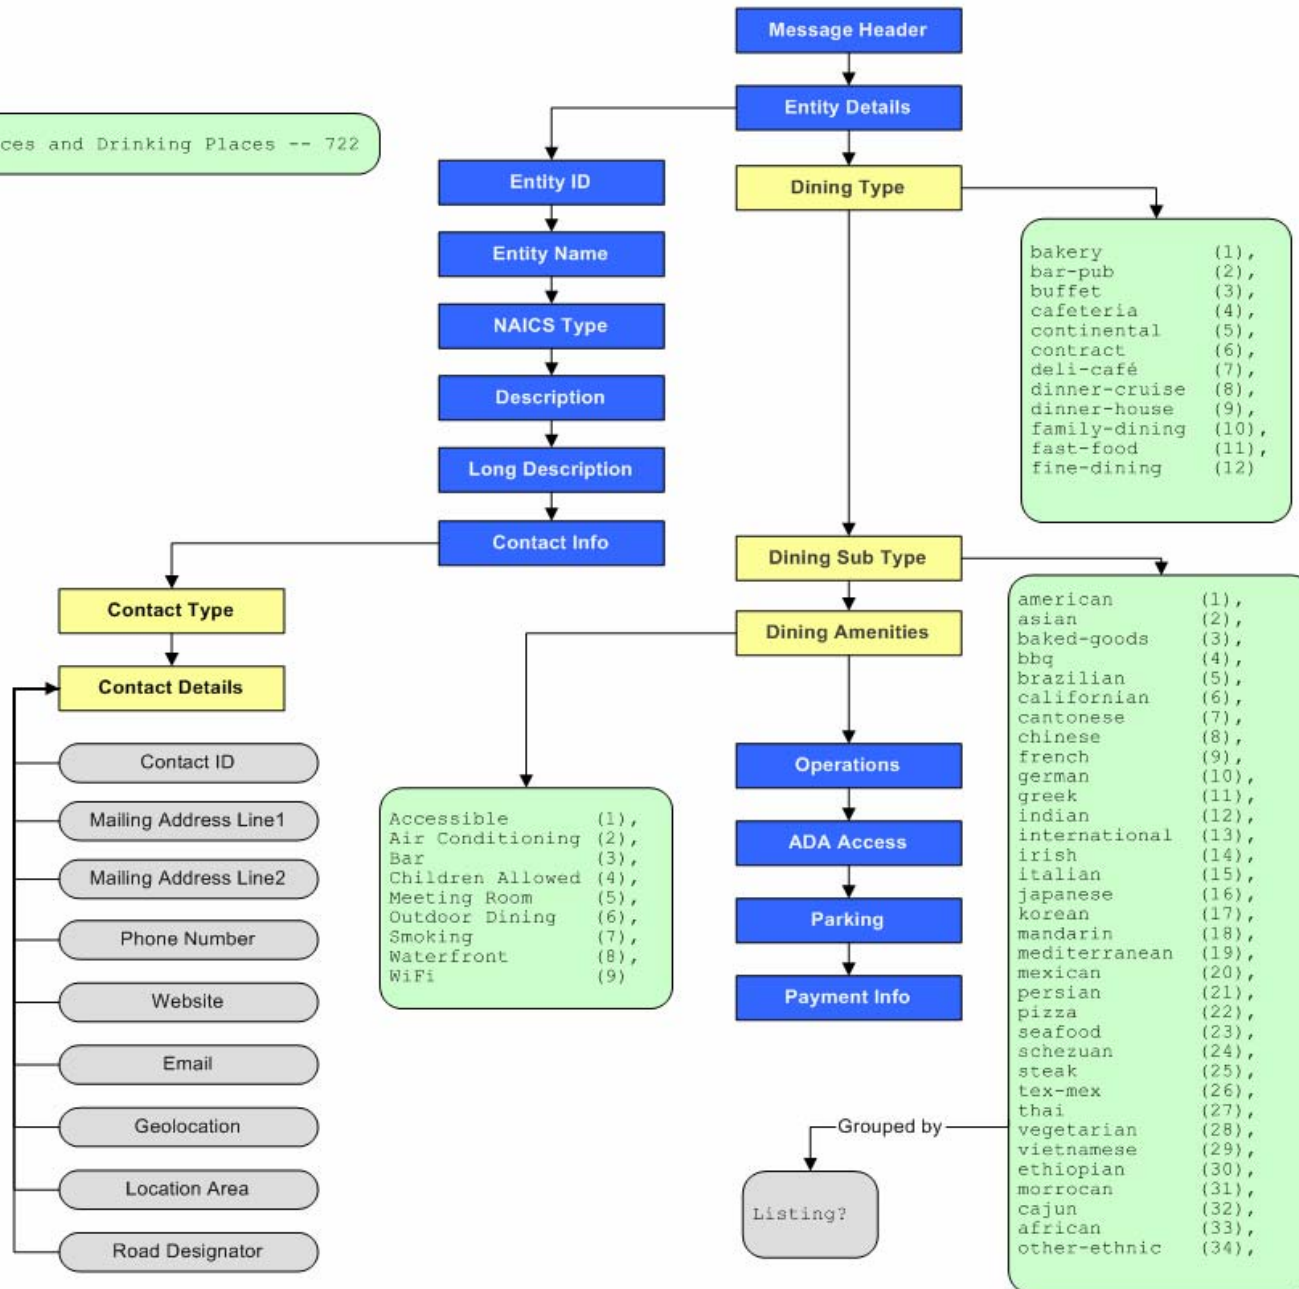 Message Header
Entity Details
ces and Drinking Places -- 722
Entity ID
Entity Name
NAICS Type
Description
Long Description
Contact Info
Dining Type
bakery (1),
bar-pub (2),
buffet (3),
cafeteria (4),
continental (5),
contract (6),
deli-café (7),
dinner-cruise (8),
dinner-house (9),
family-dining (10),
fast-food (11),
fine-dining (12)
Contact Type
Contact Details
Contact ID
Mailing Address Line1
Mailing Address Line2
Phone Number
Website
Email
Geolocation
Location Area
Road Designator
Dining Sub Type
Dining Amenities
Accessible (1),
Air Conditioning (2),
Bar (3),
Children Allowed (4),
Meeting Room (5),
Outdoor Dining (6),
Smoking (7),
Waterfront (8),
WiFi (9)
Operations
ADA Access
Parking
Payment Info
american (1),
asian (2),
baked-goods (3),
bbq (4),
brazilian (5),
californian (6),
cantonese (7),
chinese (8),
french (9),
german (10),
greek (11),
indian (12),
international (13),
irish (14),
italian (15),
japanese (16),
korean (17),
mandarin (18),
mediterranean (19),
mexican (20),
persian (21),
pizza (22),
seafood (23),
schezuan (24),
steak (25),
tex-mex (26),
thai (27),
vegetarian (28),
vietnamese (29),
ethiopian (30),
morrocan (31),
cajun (32),
african (33),
other-ethnic (34),
Grouped by
Listing?